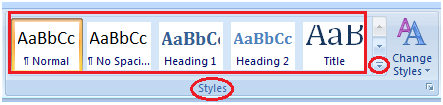 AaBbCc AaBbCc AaBbC AaBbCc AaB
¶ Normal ¶ No Spaci... Heading 1 Heading 2 Title
Change
Styles
Styles